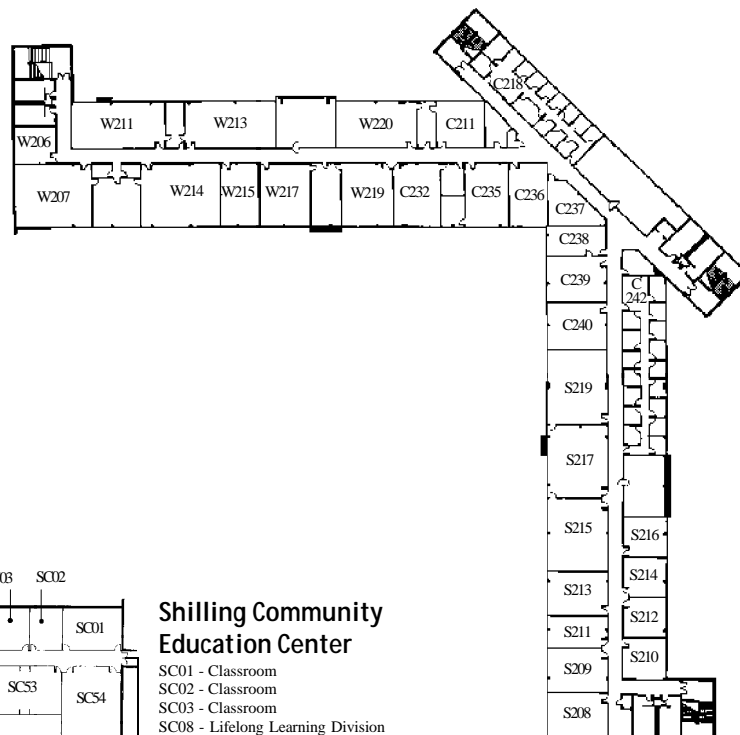 C218
W211
W213
W220
C211
W206
W207
W214
W215
W217
W219
C232
C235
C236
C237
C238
C239
C
242
C240
S219
S217
S215
S216
S213
S214
S211
S212
S209
S210
S208
03
SC02
SC01
SC53
SC54
Shilling Community
Education Center
SC01 - Classroom
SC02 - Classroom
SC03 - Classroom
SC08 - Lifelong Learning Division